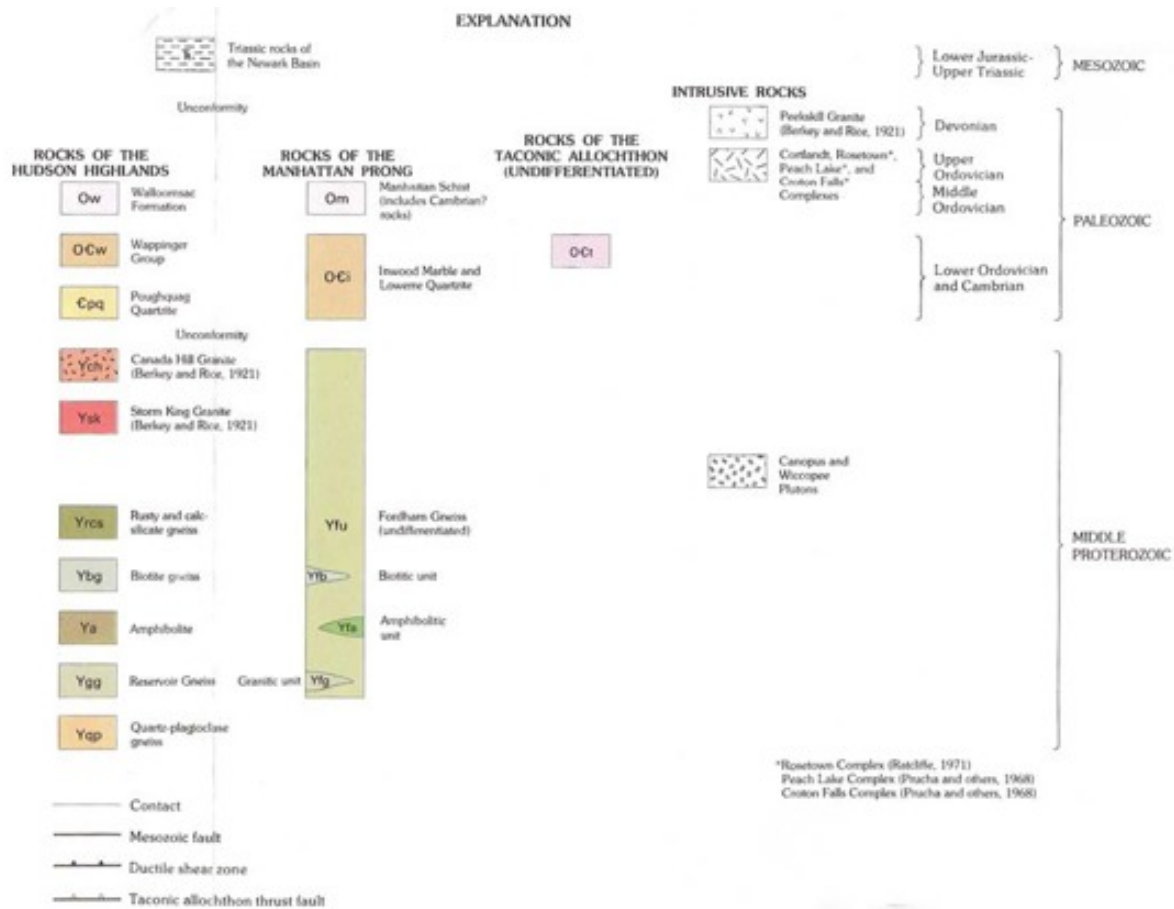 EXPLANATION
Triassic rocks of
the Newark Basin
Lower Jurassic-
Upper Triassic
MESOZOIC
Unconformity
INTRUSIVE ROCKS
Peekskill Granite
(Berkey and Rice, 1921)
Devonian
ROCKS OF THE
HUDSON HIGHLANDS
ROCKS OF THE
MANHATTAN PRONG
ROCKS OF THE
TACONIC ALLOCHTHON
(UNDIFFERENTIATED)
Cortlandt, Rosetown*,
Peach Lake*, and
Croton Falls*
Complexes
Upper
Ordovician
Middle
Ordovician
PALEOZOIC
Ow
Walloomsac
Formation
Om
Manhattan Schist
(includes Cambrian?
rocks)
O€w
Wappinger
Group
O€i
Inwood Marble and
Lowerre Quartzite
O€t
Lower Ordovician
and Cambrian
€pq
Poughquag
Quartzite
Unconformity
Ych
Canada Hill Granite
(Berkey and Rice, 1921)
Ysk
Storm King Granite
(Berkey and Rice, 1921)
Canopus and
Wiccopee
Plutons
Yrcs
Rusty and calc-
silicate gneiss
Yfu
Fordham Gneiss
(undifferentiated)
MIDDLE
PROTEROZOIC
Ybg
Biotite gneiss
Yfb
Biotitic unit
Ya
Amphibolite
Yfa
Amphibolitic
unit
Ygg
Reservoir Gneiss
Granitic unit
Yfg
Yqp
Quartz-plagioclase
gneiss
*Rosetown Complex (Ratcliffe, 1971)
Peach Lake Complex (Prucha and others, 1968)
Croton Falls Complex (Prucha and others, 1968)
Contact
Mesozoic fault
Ductile shear zone
Taconic allochthon thrust fault